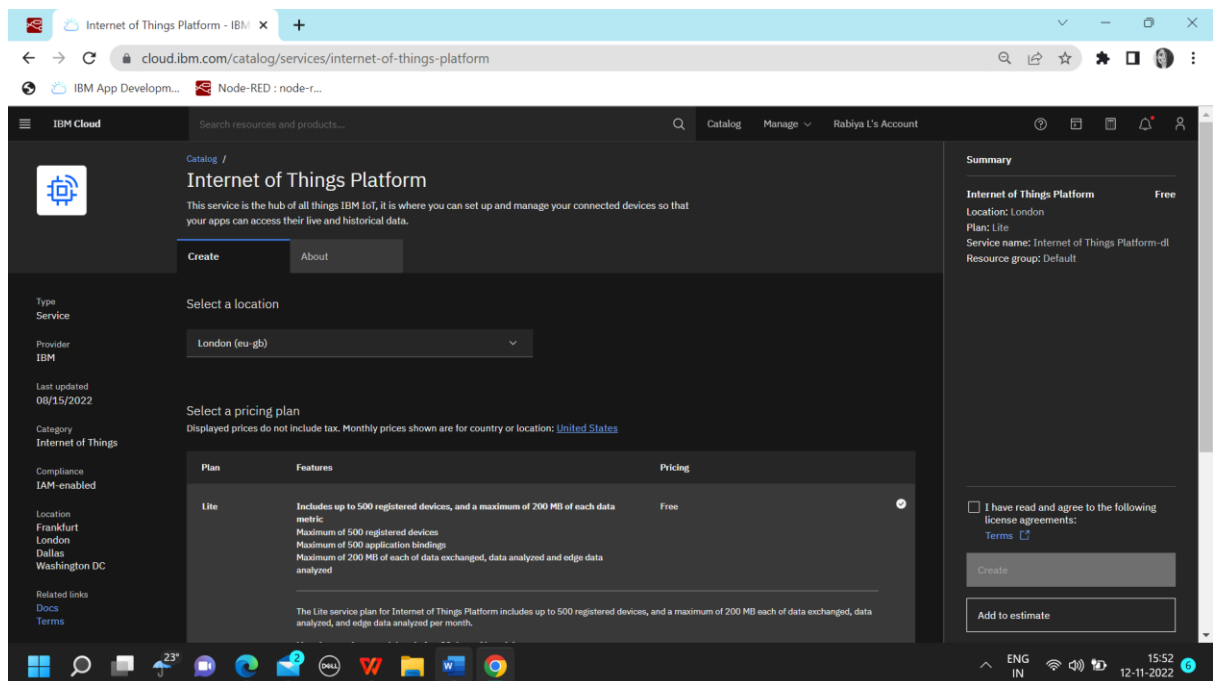 Internet of Things Platform - IBM
cloud.ibm.com/catalog/services/internet-of-things-platform
IBM App Developm...
Node-RED : node-r...
IBM Cloud
Search resources and products...
Catalog
Manage
Rabiya L's Account
Catalog /
Internet of Things Platform
This service is the hub of all things IBM IoT, it is where you can set up and manage your connected devices so that
your apps can access their live and historical data.
Create
About
Type
Service
Provider
IBM
Last updated
08/15/2022
Category
Internet of Things
Compliance
IAM-enabled
Location
Frankfurt
London
Dallas
Washington DC
Related links
Docs
Terms
Select a location
London (eu-gb)
Select a pricing plan
Displayed prices do not include tax. Monthly prices shown are for country or location: United States
Plan
Features
Pricing
Lite
Includes up to 500 registered devices, and a maximum of 200 MB of each data
metric
Maximum of 500 registered devices
Maximum of 500 application bindings
Maximum of 200 MB of each of data exchanged, data analyzed and edge data
analyzed
Free
The Lite service plan for Internet of Things Platform includes up to 500 registered devices, and a maximum of 200 MB each of data exchanged, data
analyzed, and edge data analyzed per month.
Summary
Internet of Things Platform Free
Location: London
Plan: Lite
Service name: Internet of Things Platform-dl
Resource group: Default
I have read and agree to the following
license agreements:
Terms
Create
Add to estimate
23°
2
DELL
W
W
ENG
IN
15:52
12-11-2022
6